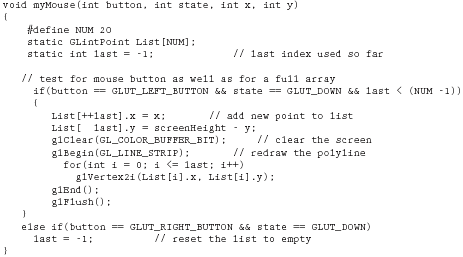 void myMouse(int button, int state, int x, int y)
{
    #define NUM 20
    static GLintPoint List[NUM];
    static int last = -1;             // last index used so far

   // test for mouse button as well as for a full array
     if(button == GLUT_LEFT_BUTTON && state == GLUT_DOWN && last < (NUM -1))
     {
        List[++last].x = x;       // add new point to list
        List[  last].y = screenHeight - y;
        glClear(GL_COLOR_BUFFER_BIT);     // clear the screen
        glBegin(GL_LINE_STRIP);       // redraw the polyline
          for(int i = 0; i <= last; i++)
            glVertex2i(List[i].x, List[i].y);
        glEnd();
        glFlush();
   }
   else if(button == GLUT_RIGHT_BUTTON && state == GLUT_DOWN)
     last = -1;          // reset the list to empty
}